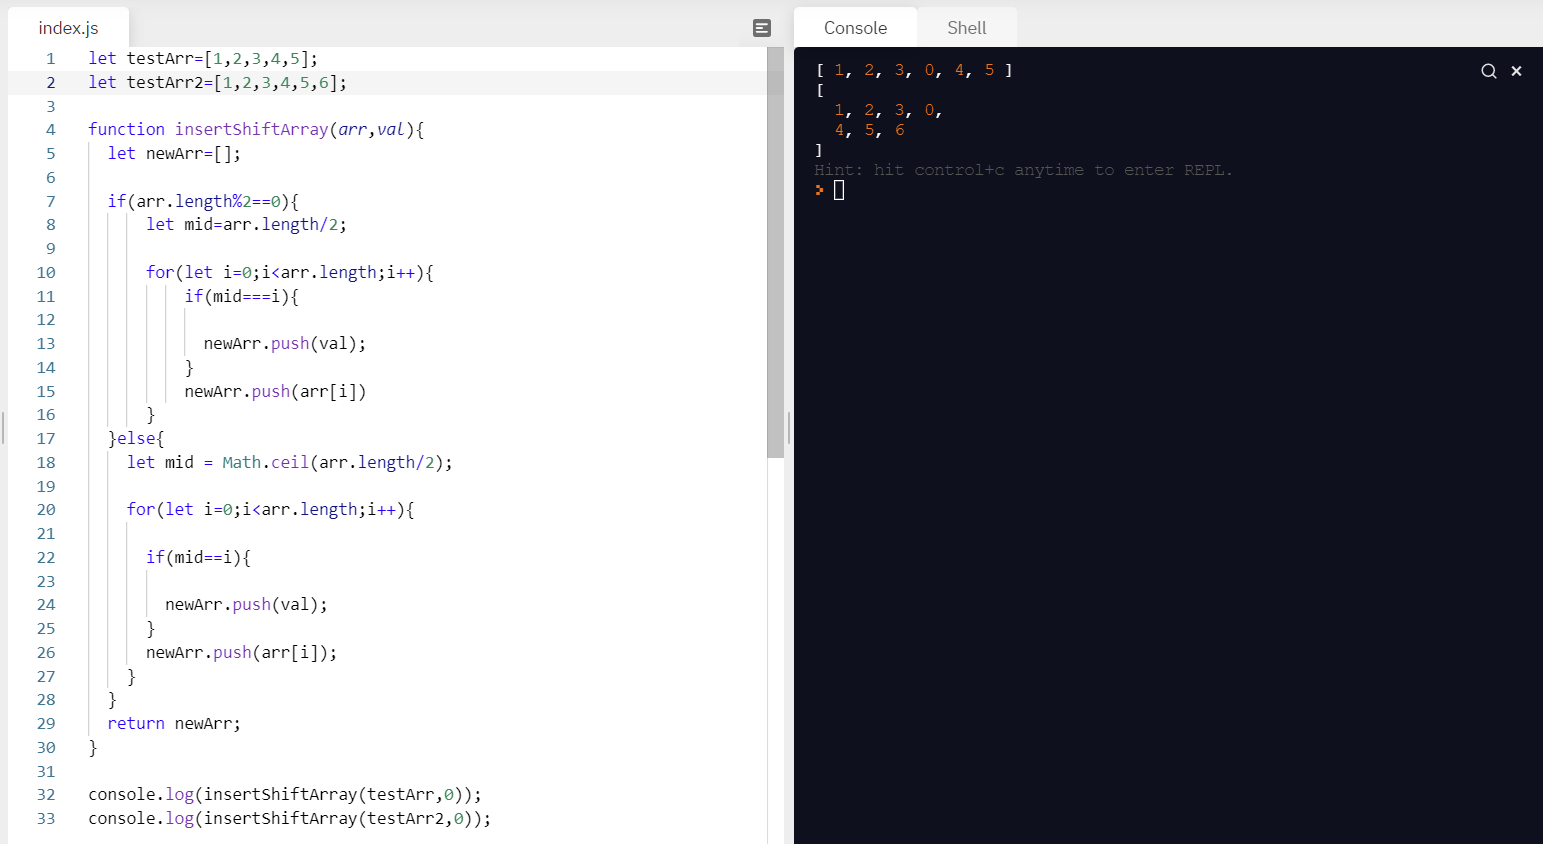 index.js
1 let testArr=[1,2,3,4,5];
2 let testArr2=[1,2,3,4,5,6];
3
4 function insertShiftArray(arr,val){
5 let newArr=[];
6
7 if(arr.length%2==0){
8 let mid=arr.length/2;
9
10 for(let i=0;i<arr.length;i++){
11 if(mid===i){
12
13 newArr.push(val);
14 }
15 newArr.push(arr[i])
16 }
17 }else{
18 let mid = Math.ceil(arr.length/2);
19
20 for(let i=0;i<arr.length;i++){
21
22 if(mid==i){
23
24 newArr.push(val);
25 }
26 newArr.push(arr[i]);
27 }
28 }
29 return newArr;
30 }
31
32 console.log(insertShiftArray(testArr,0));
33 console.log(insertShiftArray(testArr2,0));
Console Shell
[ 1, 2, 3, 0, 4, 5 ]
[
1, 2, 3, 0,
4, 5, 6
]
Hint: hit control+c anytime to enter REPL.
>